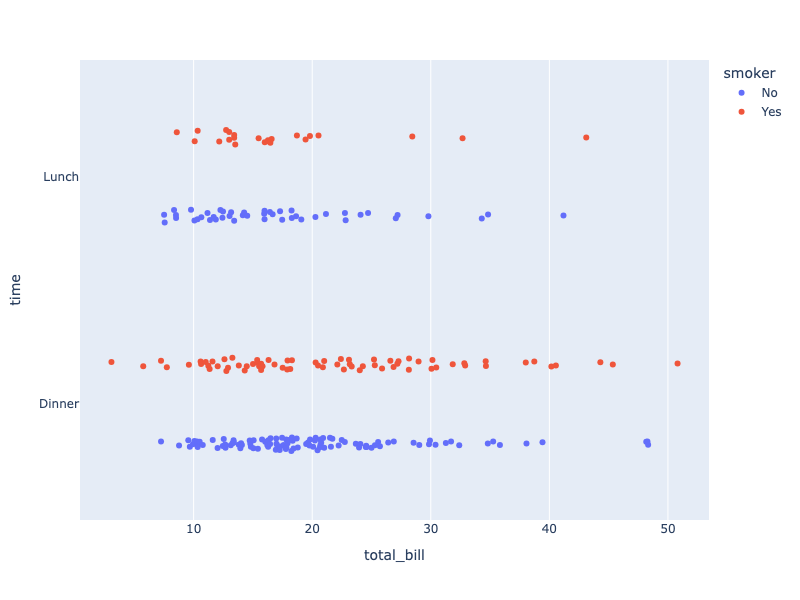 smoker
No
Yes
Lunch
Dinner
time
10 20 30 40 50
total_bill